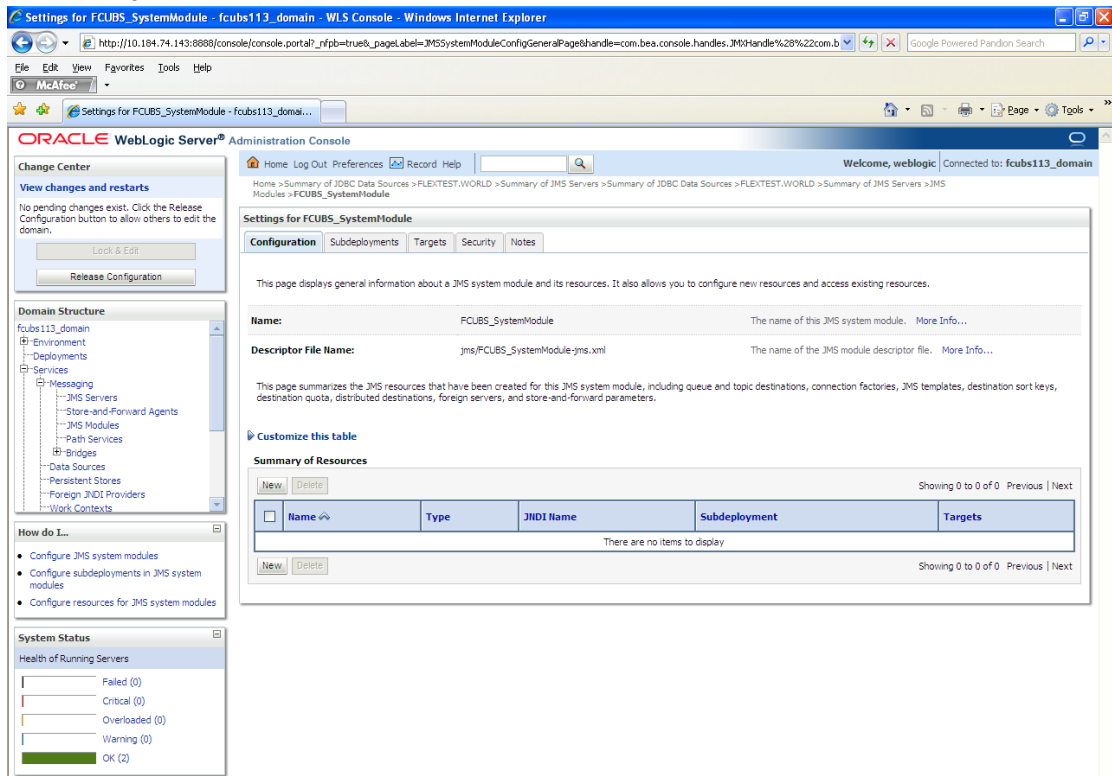 Settings for FCUBS_SystemModule - fcubs113_domain - WLS Console - Windows Internet Explorer
http://10.184.74.143:8888/console/console.portal?_nfpb=true&_pageLabel=JMSSystemModuleConfigGeneralPage&handle=com.bea.console.handles.JMXHandle%28%22com.b
Google Powered Pandion Search
File Edit View Favorites Tools Help
McAfee
Settings for FCUBS_SystemModule - fcubs113_domai...
Page Tools »
ORACLE WebLogic Server® Administration Console
Change Center
View changes and restarts
No pending changes exist. Click the Release
Configuration button to allow others to edit the
domain.
Lock & Edit
Release Configuration
Domain Structure
fcubs113_domain
Environment
Deployments
Services
Messaging
JMS Servers
Store-and-Forward Agents
JMS Modules
Path Services
Bridges
Data Sources
Persistent Stores
Foreign JNDI Providers
Work Contexts
How do I...
Configure JMS system modules
Configure subdeployments in JMS system
modules
Configure resources for JMS system modules
System Status
Health of Running Servers
Failed (0)
Critical (0)
Overloaded (0)
Warning (0)
OK (2)
Home Log Out Preferences Record Help
Welcome, weblogic Connected to: fcubs113_domain
Home >Summary of JDBC Data Sources >FLEXTEST.WORLD >Summary of JMS Servers >Summary of JDBC Data Sources >FLEXTEST.WORLD >Summary of JMS Servers >JMS
Modules >FCUBS_SystemModule
Settings for FCUBS_SystemModule
Configuration Subdeployments Targets Security Notes
This page displays general information about a JMS system module and its resources. It also allows you to configure new resources and access existing resources.
Name: FCUBS_SystemModule The name of this JMS system module. More Info...
Descriptor File Name: jms/FCUBS_SystemModule-jms.xml The name of the JMS module descriptor file. More Info...
This page summarizes the JMS resources that have been created for this JMS system module, including queue and topic destinations, connection factories, JMS templates, destination sort keys,
destination quota, distributed destinations, foreign servers, and store-and-forward parameters.
Customize this table
Summary of Resources
New Delete Showing 0 to 0 of 0 Previous | Next
Name Type JNDI Name Subdeployment Targets
There are no items to display
New Delete Showing 0 to 0 of 0 Previous | Next